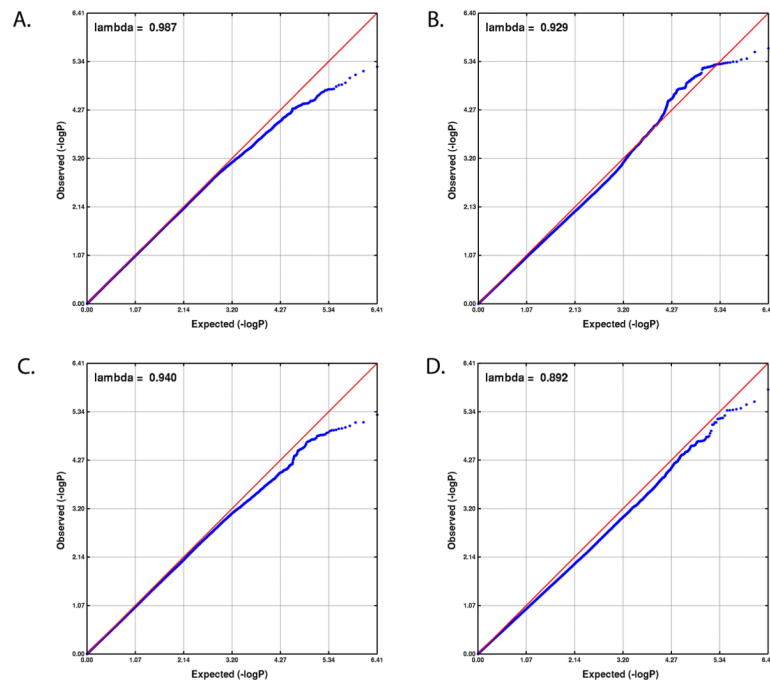 A.
lambda = 0.987
6.41
5.34
4.27
3.20
2.14
1.07
0.00
Observed (-logP)
0.00 1.07 2.14 3.20 4.27 5.34 6.41
Expected (-logP)
B.
lambda = 0.929
6.40
5.34
4.27
3.20
2.13
1.07
0.00
Observed (-logP)
0.00 1.07 2.13 3.20 4.27 5.34 6.4
Expected (-logP)
C.
lambda = 0.940
6.41
5.34
4.27
3.20
2.14
1.07
0.00
Observed (-logP)
0.00 1.07 2.14 3.20 4.27 5.34 6.41
Expected (-logP)
D.
lambda = 0.892
6.41
5.34
4.27
3.20
2.14
1.07
0.00
Observed (-logP)
0.00 1.07 2.14 3.20 4.27 5.34 6.4
Expected (-logP)